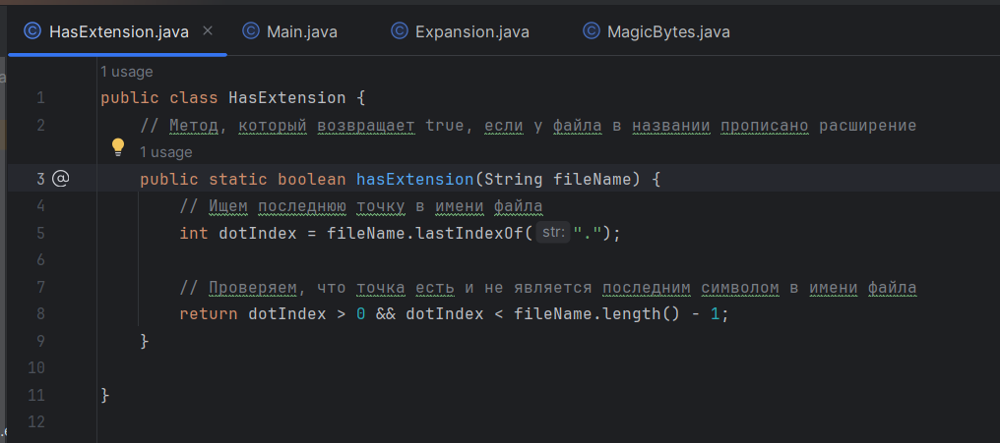 HasExtension.java × Main.java Expansion.java MagicBytes.java
1 usage
1 public class HasExtension {
2 // Метод, который возвращает true, если у файла в названии прописано расширение
1 usage
3 @ public static boolean hasExtension(String fileName) {
4 // Ищем последнюю точку в имени файла
5 int dotIndex = fileName.lastIndexOf( str: ".");
6
7 // Проверяем, что точка есть и не является последним символом в имени файла
8 return dotIndex > 0 && dotIndex < fileName.length() - 1;
9 }
10
11 }
12